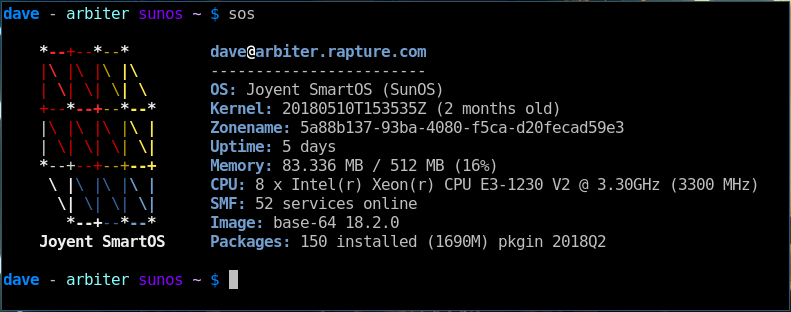 dave - arbiter sunos ~ $ sos
*--+--*--*
dave@arbiter.rapture.com
|\ |\ |\ |\
------------------------
| \| \| \| \
OS: Joyent SmartOS (SunOS)
+--*--+--*--*
Kernel: 20180510T153535Z (2 months old)
|\ |\ |\ |\ |
Zonename: 5a88b137-93ba-4080-f5ca-d20fecad59e3
| \| \| \| \|
Uptime: 5 days
*--+--+--+--+
Memory: 83.336 MB / 512 MB (16%)
\ |\ |\ |\ |
CPU: 8 x Intel(r) Xeon(r) CPU E3-1230 V2 @ 3.30GHz (3300 MHz)
\| \| \| \|
SMF: 52 services online
*--+--*--*
Image: base-64 18.2.0
Joyent SmartOS
Packages: 150 installed (1690M) pkgin 2018Q2
dave - arbiter sunos ~ $